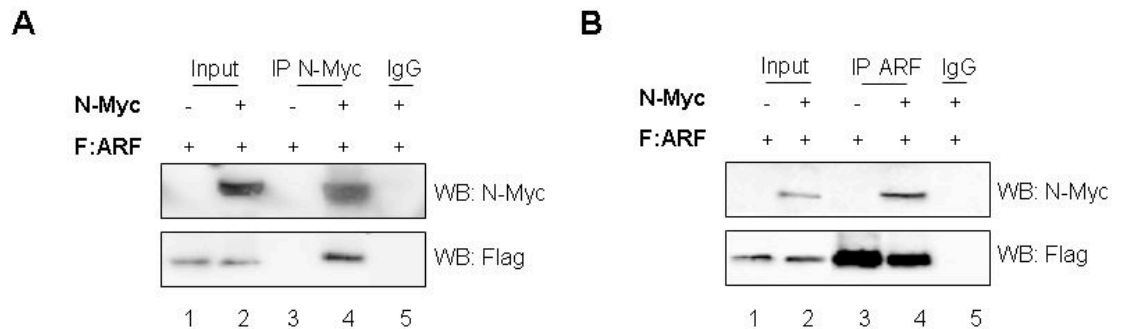 A
Input IP N-Myc IgG
N-Myc - + - + +
F:ARF + + + + +
WB: N-Myc
WB: Flag
1 2 3 4 5
B
Input IP ARF IgG
N-Myc - + - + +
F:ARF + + + + +
WB: N-Myc
WB: Flag
1 2 3 4 5